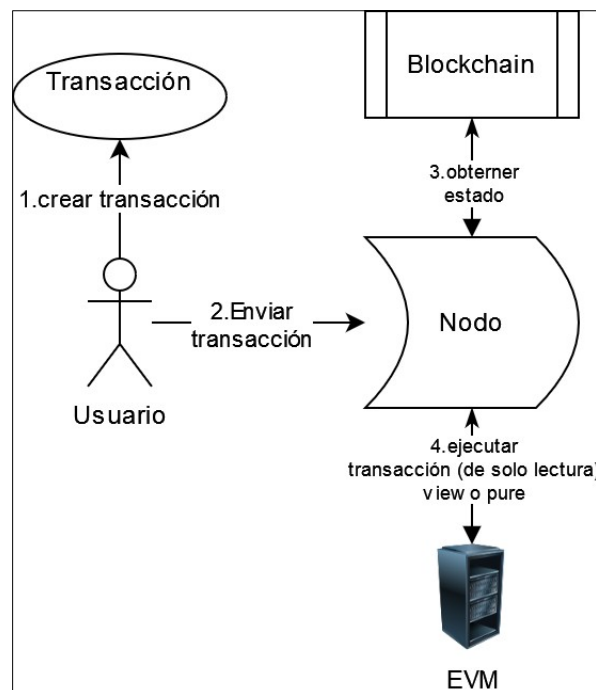 Transacción
Blockchain
1.crear transacción
3.obterner
estado
2.Enviar
transacción
Nodo
Usuario
4.ejecutar
transacción (de solo lectura)
view o pure
EVM